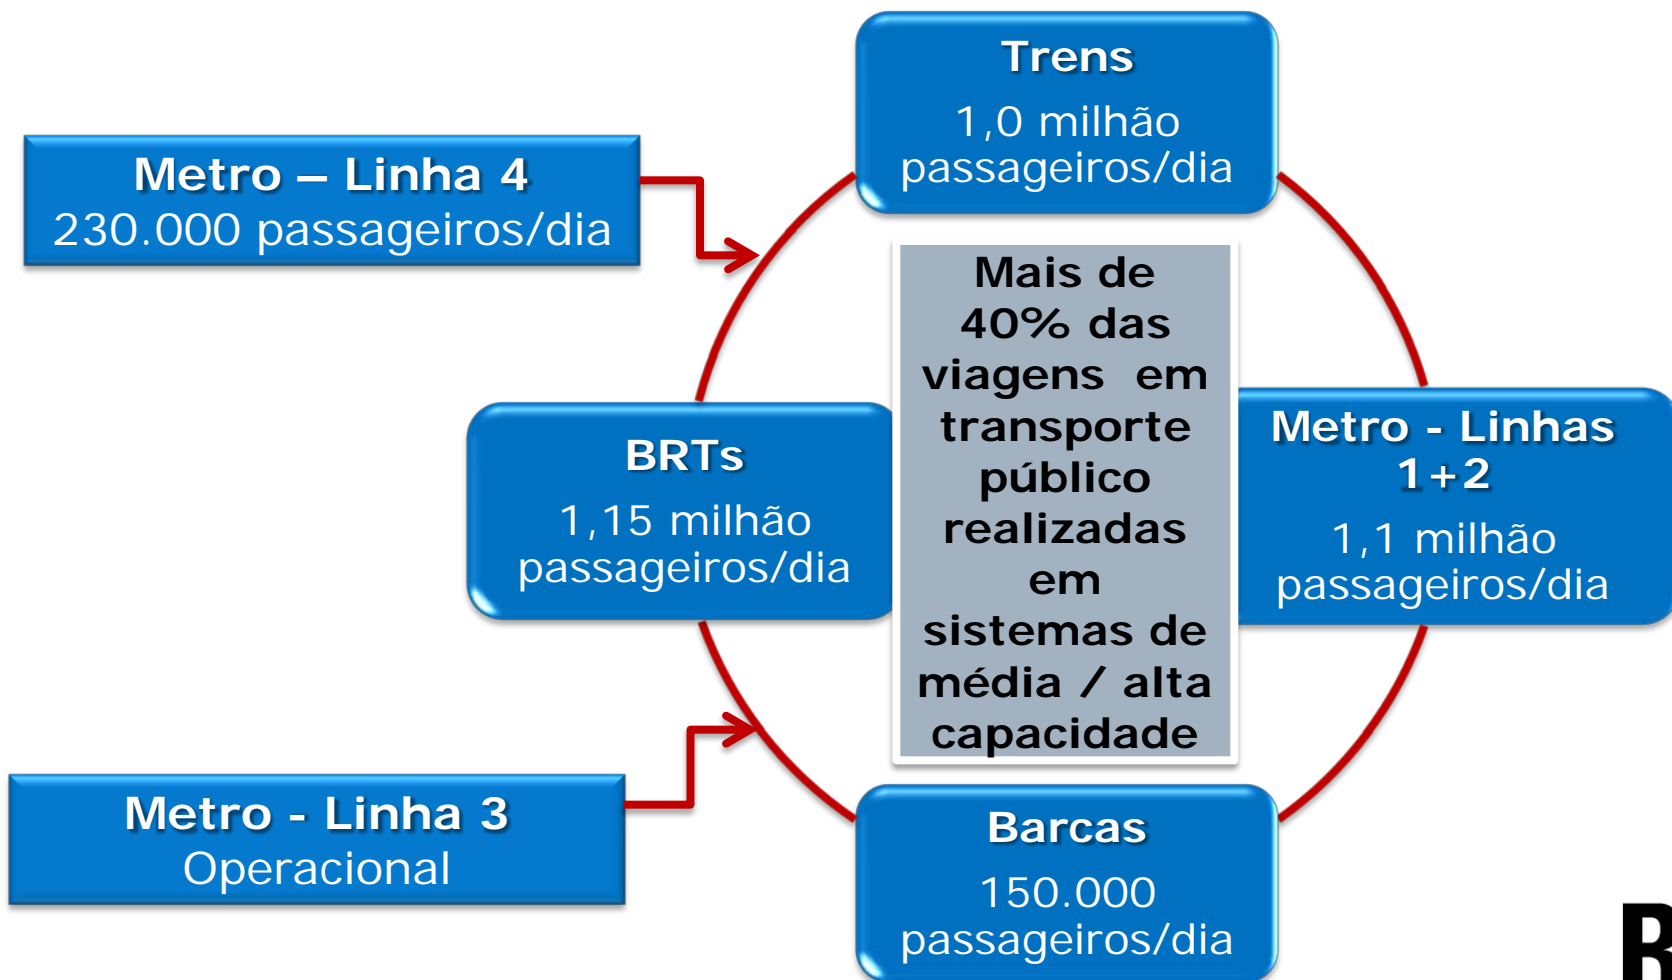 Trens
1,0 milhão
passageiros/dia
Metro – Linha 4
230.000 passageiros/dia
Mais de
40% das
viagens em
transporte
público
realizadas
em
sistemas de
média / alta
capacidade
BRTs
1,15 milhão
passageiros/dia
Metro - Linhas
1+2
1,1 milhão
passageiros/dia
Metro - Linha 3
Operacional
Barcas
150.000
passageiros/dia
R